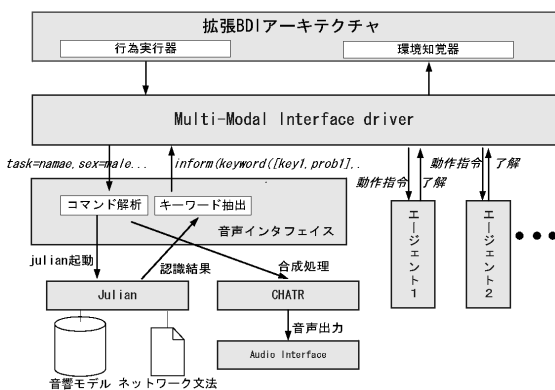 拡張BDIアーキテクチャ
行為実行器
環境知覚器
Multi-Modal Interface driver
task=namae,sex=male...
inform(keyword([key1,prob1],.
動作指令
了解
動作指令
了解
コマンド解析
キーワード抽出
音声インタフェイス
エージェント1
エージェント2
julian起動
認識結果
合成処理
Julian
CHATR
音声出力
Audio Interface
音響モデル
ネットワーク文法